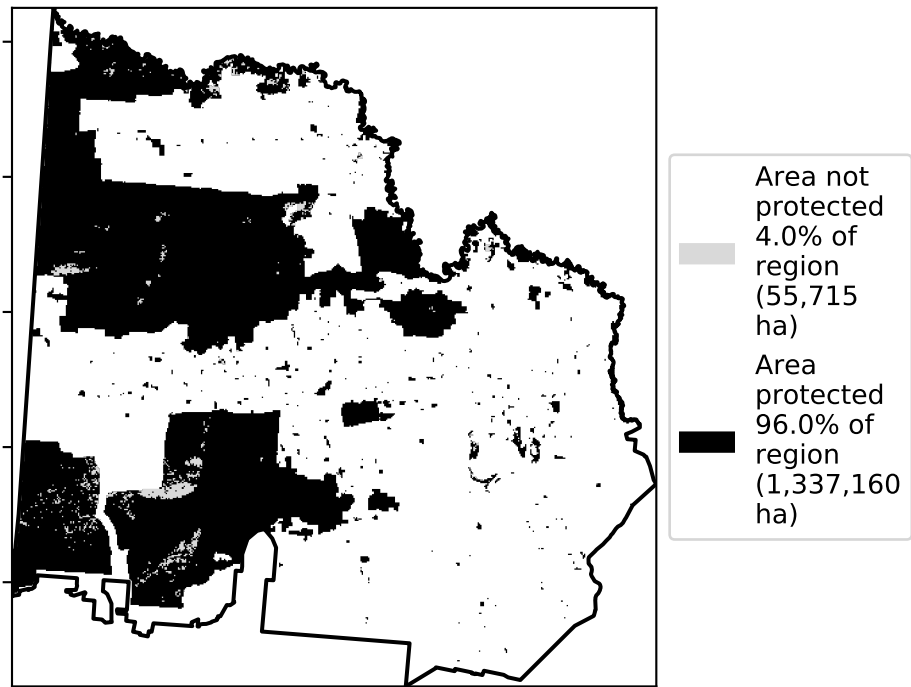 Area not
protected
4.0% of
region
(55,715
ha)
Area
protected
96.0% of
region
(1,337,160
ha)